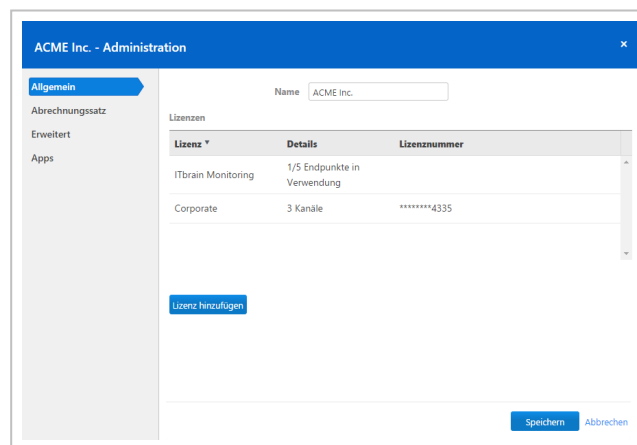 ACME Inc. - Administration
×
Allgemein
Abrechnungssatz
Erweitert
Apps
Name ACME Inc.
Lizenzen
Lizenz Details Lizenznummer
ITbrain Monitoring 1/5 Endpunkte in
Verwendung
Corporate 3 Kanäle ********4335
Lizenz hinzufügen
Speichern Abbrechen